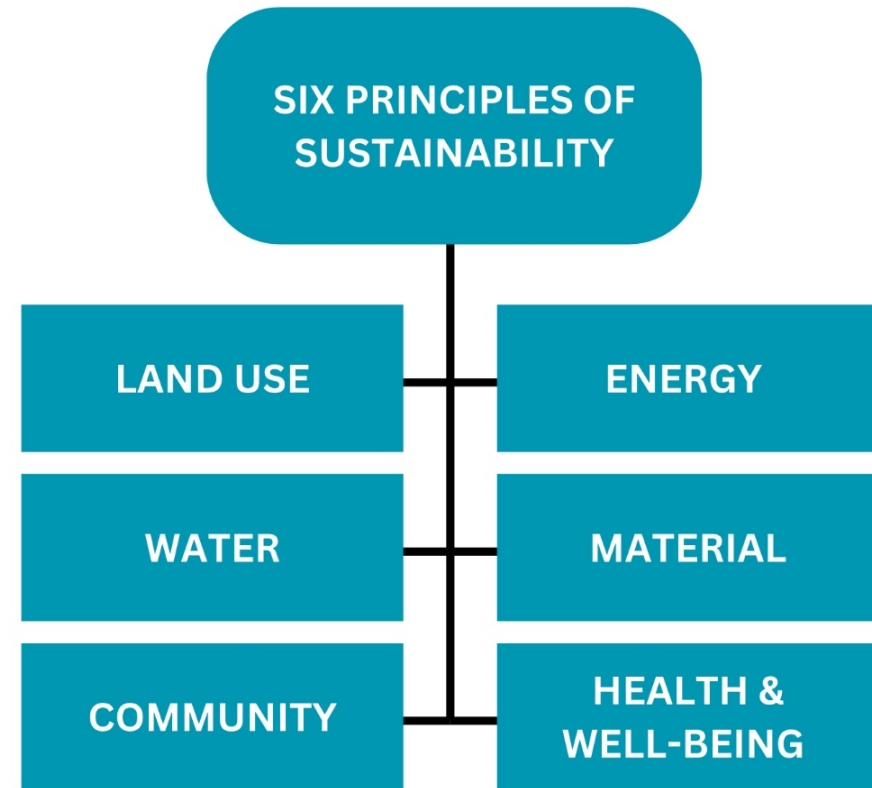 SIX PRINCIPLES OF
SUSTAINABILITY
LAND USE
ENERGY
WATER
MATERIAL
COMMUNITY
HEALTH &
WELL-BEING